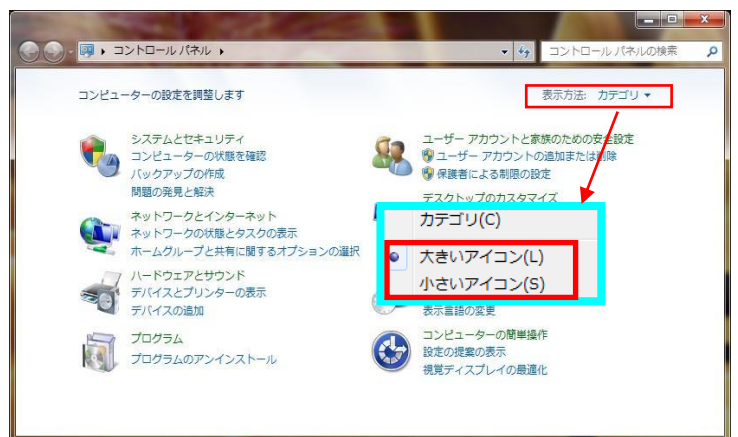 コントロール パネル
コントロール パネルの検索
コンピューターの設定を調整します
表示方法: カテゴリ
システムとセキュリティ
コンピューターの状態を確認
バックアップの作成
問題の発見と解決
ネットワークとインターネット
ネットワークの状態とタスクの表示
ホームグループと共有に関するオプションの選択
ハードウェアとサウンド
デバイスとプリンターの表示
デバイスの追加
プログラム
プログラムのアンインストール
ユーザー アカウントと家族のための安全設定
ユーザー アカウントの追加または削除
保護者による制限の設定
デスクトップのカスタマイズ
カテゴリ(C)
大きいアイコン(L)
小さいアイコン(S)
表示言語の変更
コンピューターの簡単操作
設定の提案の表示
視覚ディスプレイの最適化